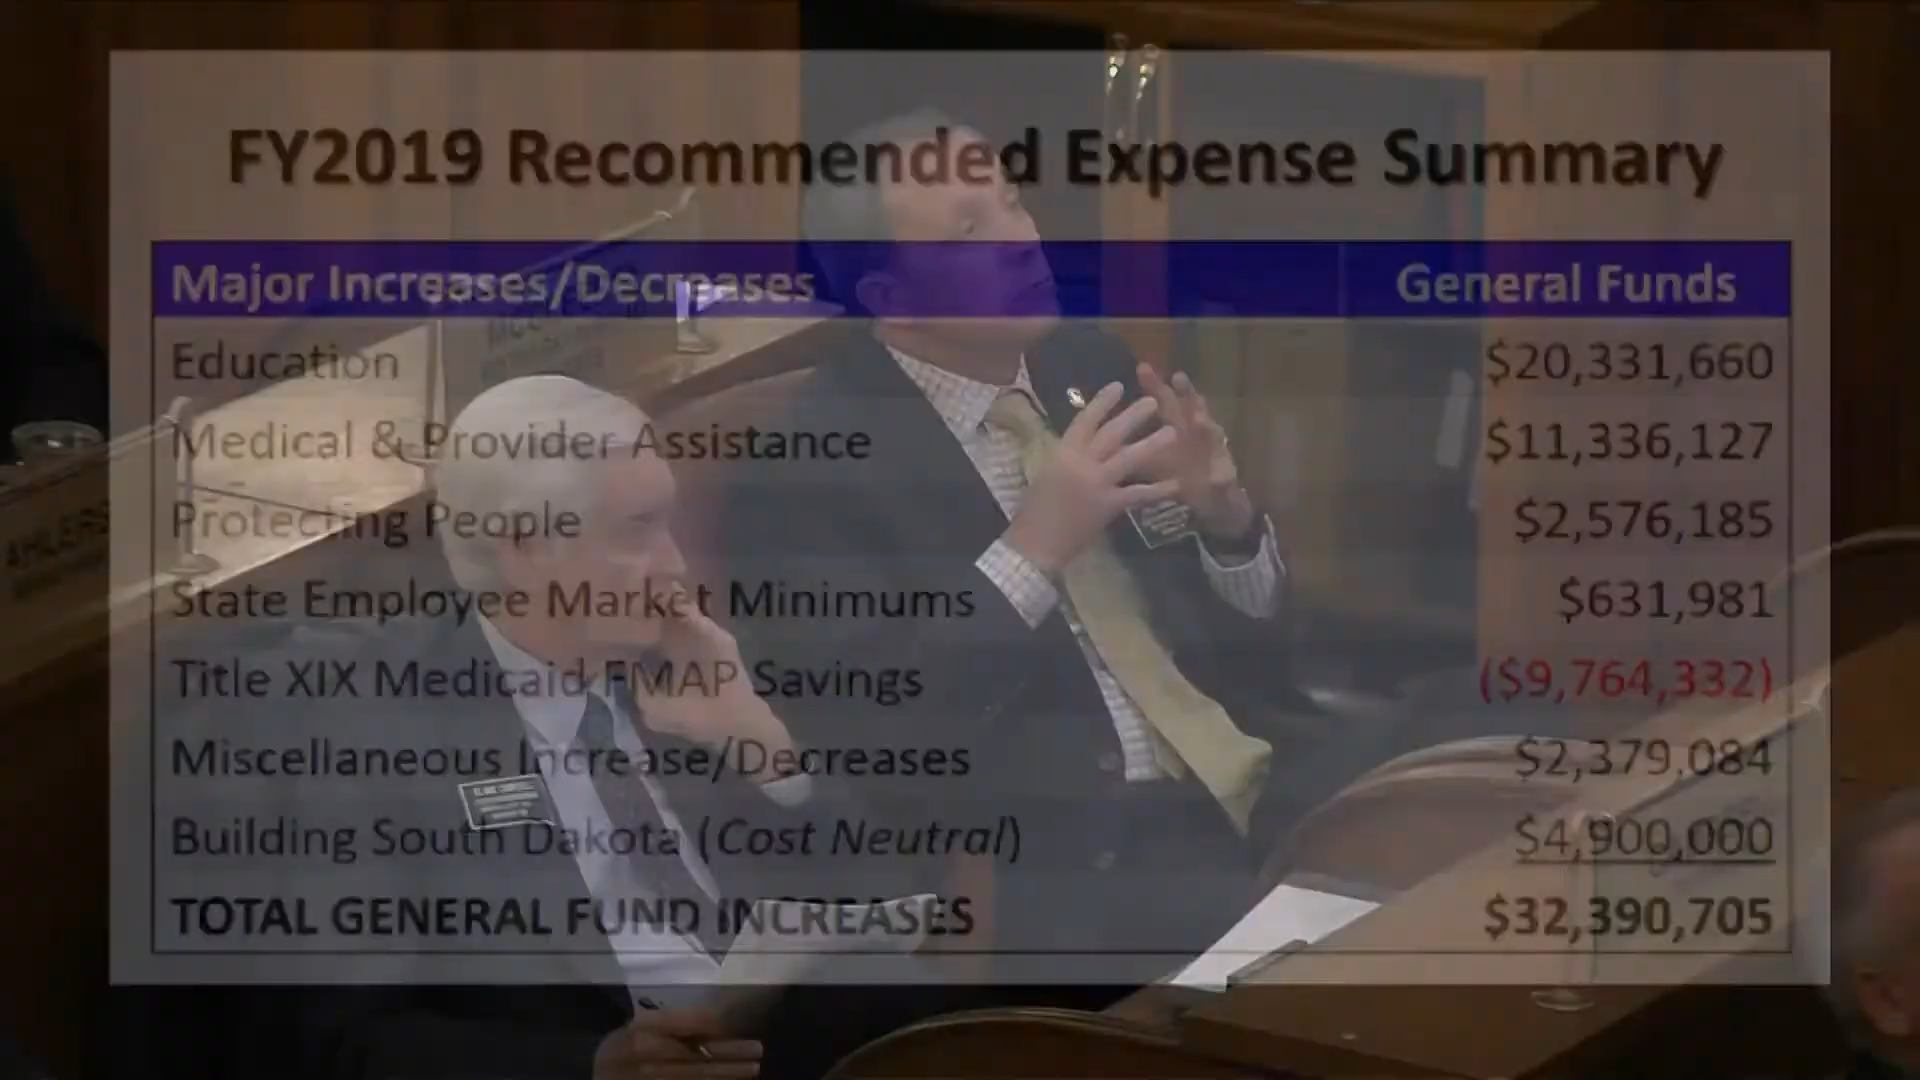 FY2019 Recommended Expense Summary
Major Increases/Decreases General Funds
Education $20,331,660
Medical & Provider Assistance $11,336,127
Protecting People $2,576,185
State Employee Market Minimums $631,981
Title XIX Medicaid FMAP Savings ($9,764,332)
Miscellaneous Increase/Decreases $2,379.084
Building South Dakota (Cost Neutral) $4,900,000
TOTAL GENERAL FUND INCREASES $32,390,705
AHLERS